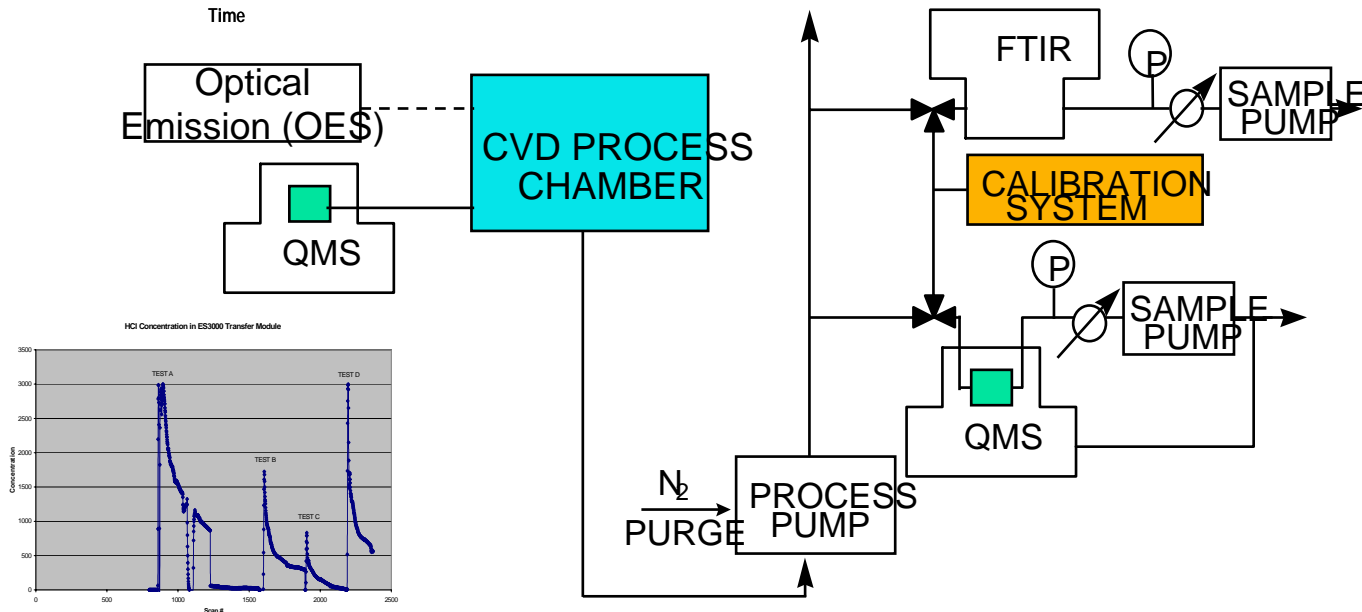 Time
Optical
Emission (OES)
QMS
CVD PROCESS
CHAMBER
FTIR
P
SAMPLE
PUMP
CALIBRATION
SYSTEM
P
SAMPLE
PUMP
QMS
N2
PURGE
PROCESS
PUMP
HCl Concentration in ES3000 Transfer Module
Concentration
3500
3000
2500
2000
1500
1000
500
0
TEST A
TEST B
TEST C
TEST D
0
500
1000
1500
2000
2500
Scan #